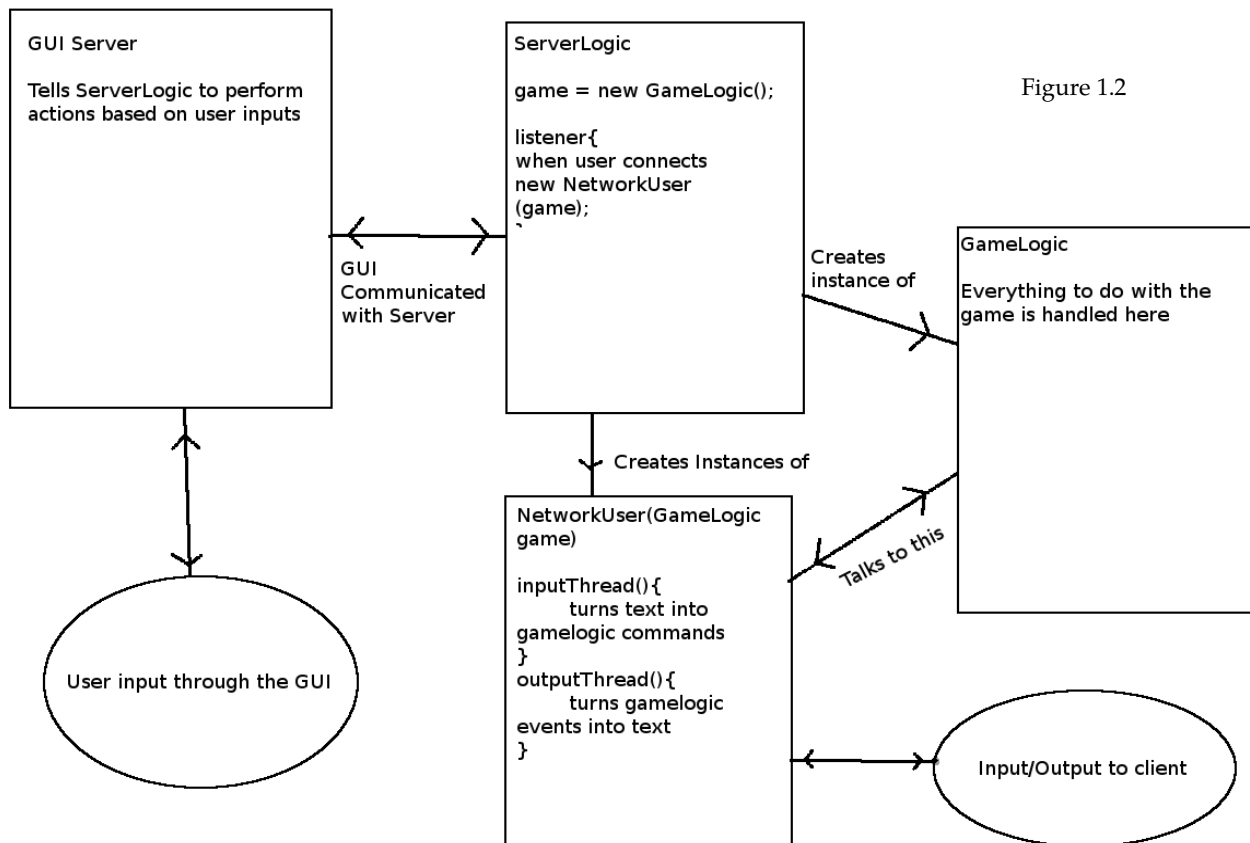 GUI Server
Tells ServerLogic to perform
actions based on user inputs
ServerLogic
game = new GameLogic();
listener{
when user connects
new NetworkUser
(game);
Figure 1.2
GUI
Communicated
with Server
Creates
instance of
GameLogic
Everything to do with the
game is handled here
Creates Instances of
NetworkUser(GameLogic
game)
inputThread(){
turns text into
gamelogic commands
}
outputThread(){
turns gamelogic
events into text
}
Talks to this
User input through the GUI
Input/Output to client